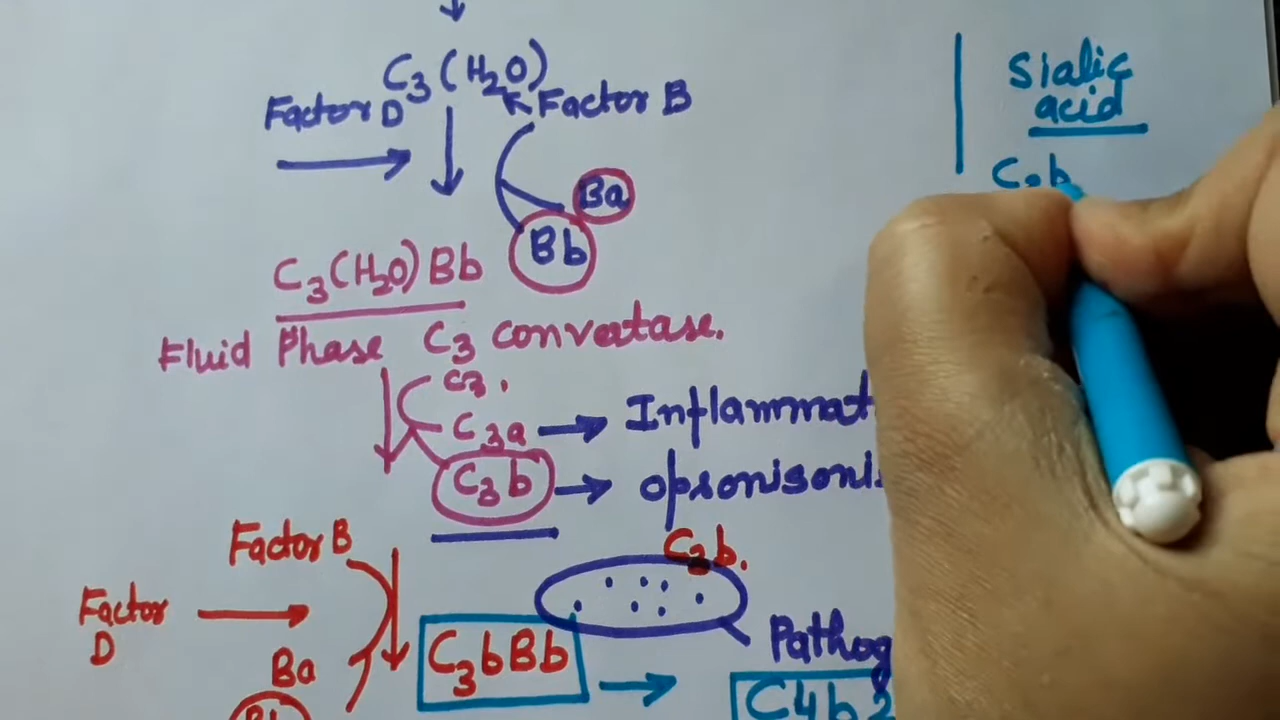 C3(H2O)
Factor D
Factor B
Ba
Bb
C3(H2O)Bb
Fluid Phase C3 convertase.
C3.
C3a → Inflammat
C3b → opsonisoni
Factor B
C3b.
Factor D
Ba
C3bBb →
Pathog
C4b2
Sialic
acid
C3b